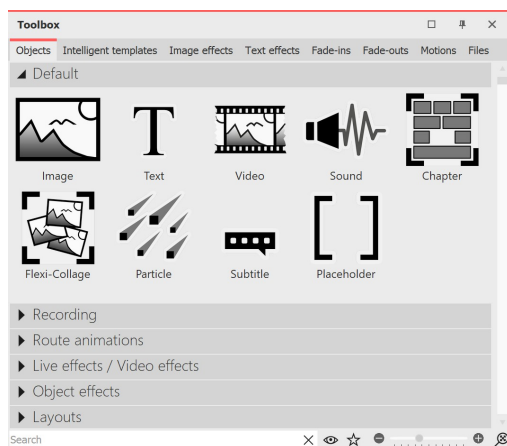 Toolbox
Objects Intelligent templates Image effects Text effects Fade-ins Fade-outs Motions Files
Default
Image Text Video Sound Chapter
Flexi-Collage Particle Subtitle Placeholder
Recording
Route animations
Live effects / Video effects
Object effects
Layouts
Search